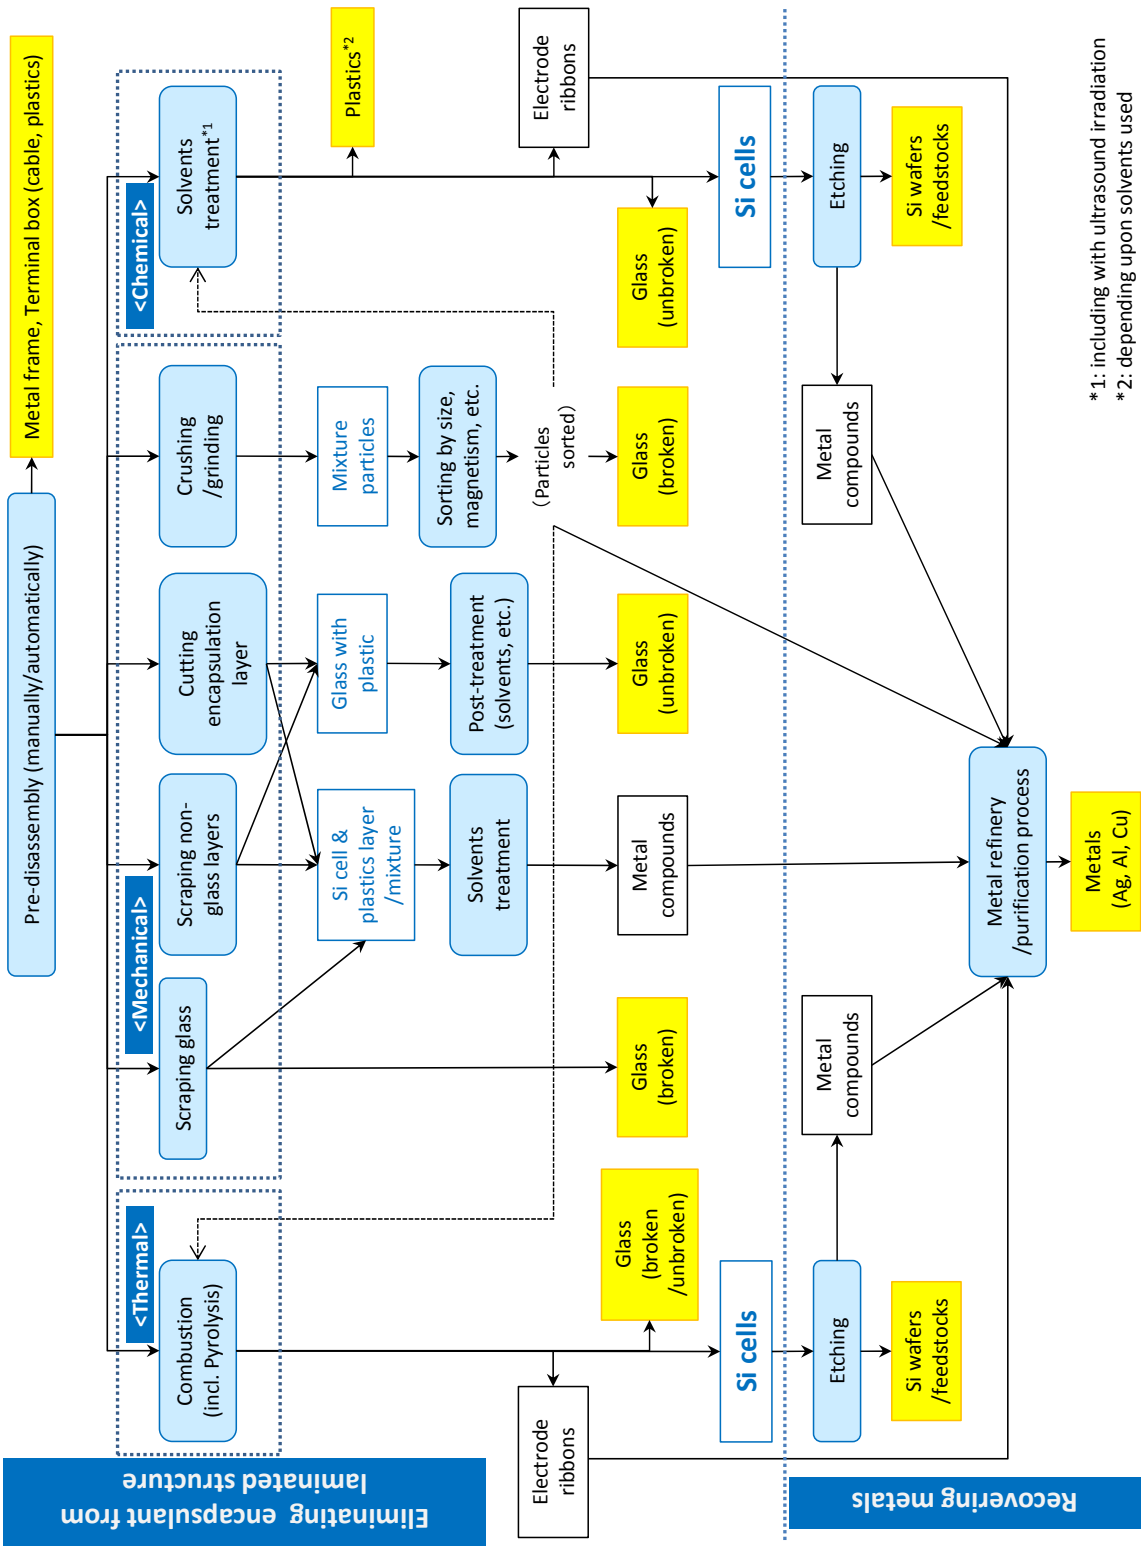 Pre-disassembly (manually/automatically)
Metal frame, Terminal box (cable, plastics)
Eliminating encapsulant from
laminated structure
<Thermal>
Combustion
(incl. Pyrolysis)
<Mechanical>
Scraping glass
Scraping non-
glass layers
Cutting
encapsulation
layer
Crushing
/grinding
<Chemical>
Solvents
treatment*1
Si cell &
plastics layer
/mixture
Glass with
plastic
Mixture
particles
Plastics*2
Solvents
treatment
Post-treatment
(solvents, etc.)
Sorting by size,
magnetism, etc.
(Particles
sorted)
Electrode
ribbons
Electrode
ribbons
Glass
(broken
/unbroken)
Glass
(broken)
Metal
compounds
Glass
(unbroken)
Glass
(broken)
Glass
(unbroken)
Si cells
Si cells
Recovering metals
Etching
Metal
compounds
Metal
compounds
Etching
Si wafers
/feedstocks
Si wafers
/feedstocks
Metal refinery
/purification process
Metals
(Ag, Al, Cu)
*1: including with ultrasound irradiation
*2: depending upon solvents used